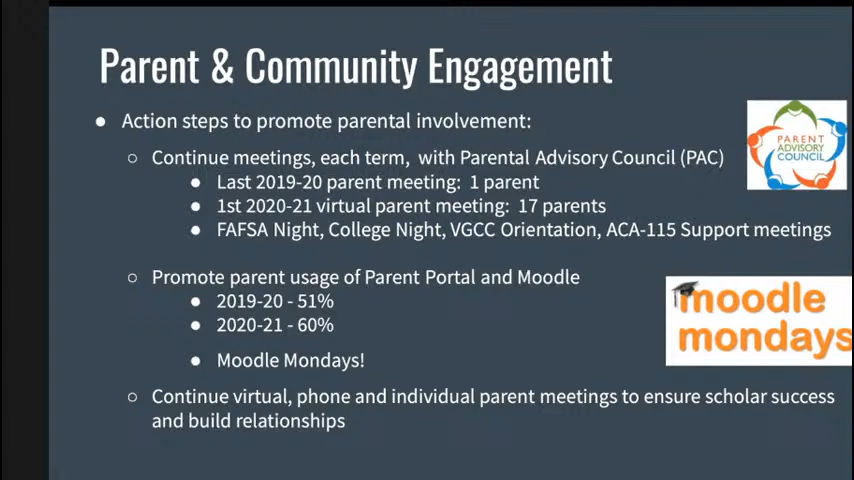 Parent & Community Engagement
● Action steps to promote parental involvement:
○ Continue meetings, each term, with Parental Advisory Council (PAC)
● Last 2019-20 parent meeting: 1 parent
● 1st 2020-21 virtual parent meeting: 17 parents
● FAFSA Night, College Night, VGCC Orientation, ACA-115 Support meetings
PARENT
ADVISORY
COUNCIL
○ Promote parent usage of Parent Portal and Moodle
● 2019-20 - 51%
● 2020-21 - 60%
● Moodle Mondays!
moodle
mondays
○ Continue virtual, phone and individual parent meetings to ensure scholar success
and build relationships